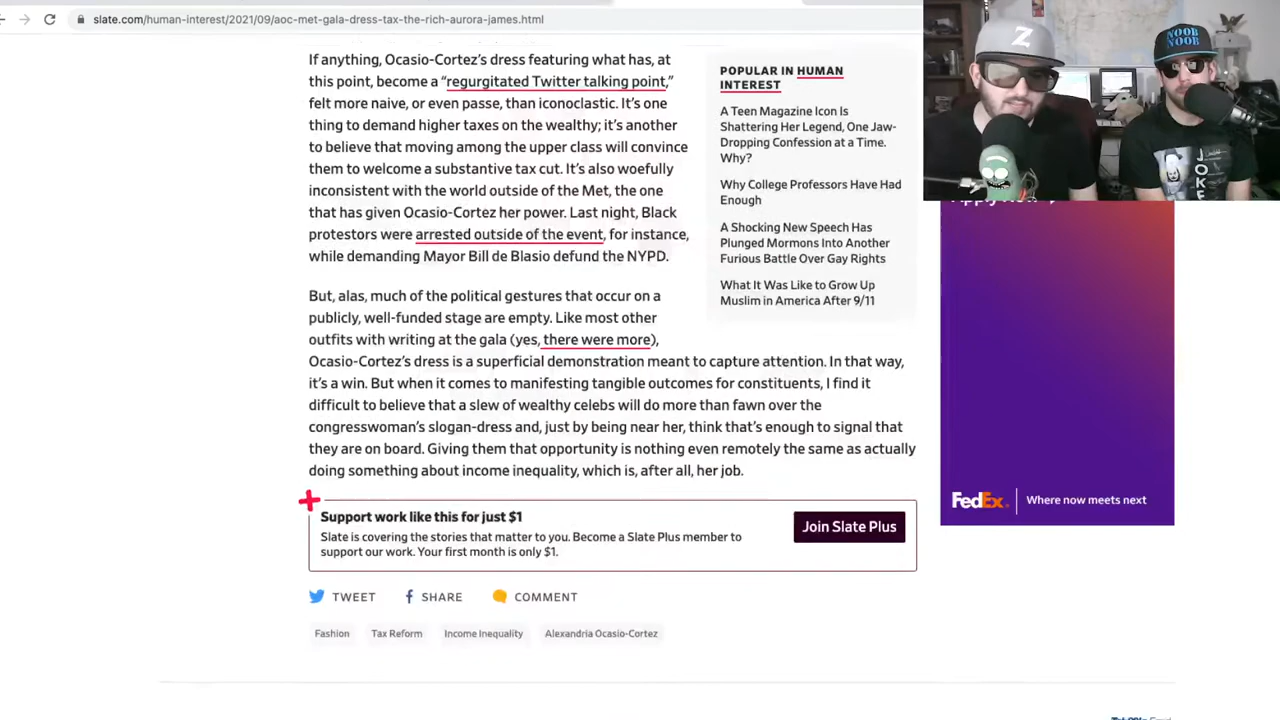 slate.com/human-interest/2021/09/aoc-met-gala-dress-tax-the-rich-aurora-james.html
If anything, Ocasio-Cortez’s dress featuring what has, at
this point, become a “regurgitated Twitter talking point,”
felt more naive, or even passe, than iconoclastic. It’s one
thing to demand higher taxes on the wealthy; it’s another
to believe that moving among the upper class will convince
them to welcome a substantive tax cut. It’s also woefully
inconsistent with the world outside of the Met, the one
that has given Ocasio-Cortez her power. Last night, Black
protestors were arrested outside of the event, for instance,
while demanding Mayor Bill de Blasio defund the NYPD.
But, alas, much of the political gestures that occur on a
publicly, well-funded stage are empty. Like most other
outfits with writing at the gala (yes, there were more),
Ocasio-Cortez’s dress is a superficial demonstration meant to capture attention. In that way,
it’s a win. But when it comes to manifesting tangible outcomes for constituents, I find it
difficult to believe that a slew of wealthy celebs will do more than fawn over the
congresswoman’s slogan-dress and, just by being near her, think that’s enough to signal that
they are on board. Giving them that opportunity is nothing even remotely the same as actually
doing something about income inequality, which is, after all, her job.
POPULAR IN HUMAN
INTEREST
A Teen Magazine Icon Is
Shattering Her Legend, One Jaw-
Dropping Confession at a Time.
Why?
Why College Professors Have Had
Enough
A Shocking New Speech Has
Plunged Mormons Into Another
Furious Battle Over Gay Rights
What It Was Like to Grow Up
Muslim in America After 9/11
Z
NOOB
NOOB
JOKE
FedEx
Where now meets next
Support work like this for just $1
Slate is covering the stories that matter to you. Become a Slate Plus member to
support our work. Your first month is only $1.
Join Slate Plus
TWEET
SHARE
COMMENT
Fashion
Tax Reform
Income Inequality
Alexandria Ocasio-Cortez